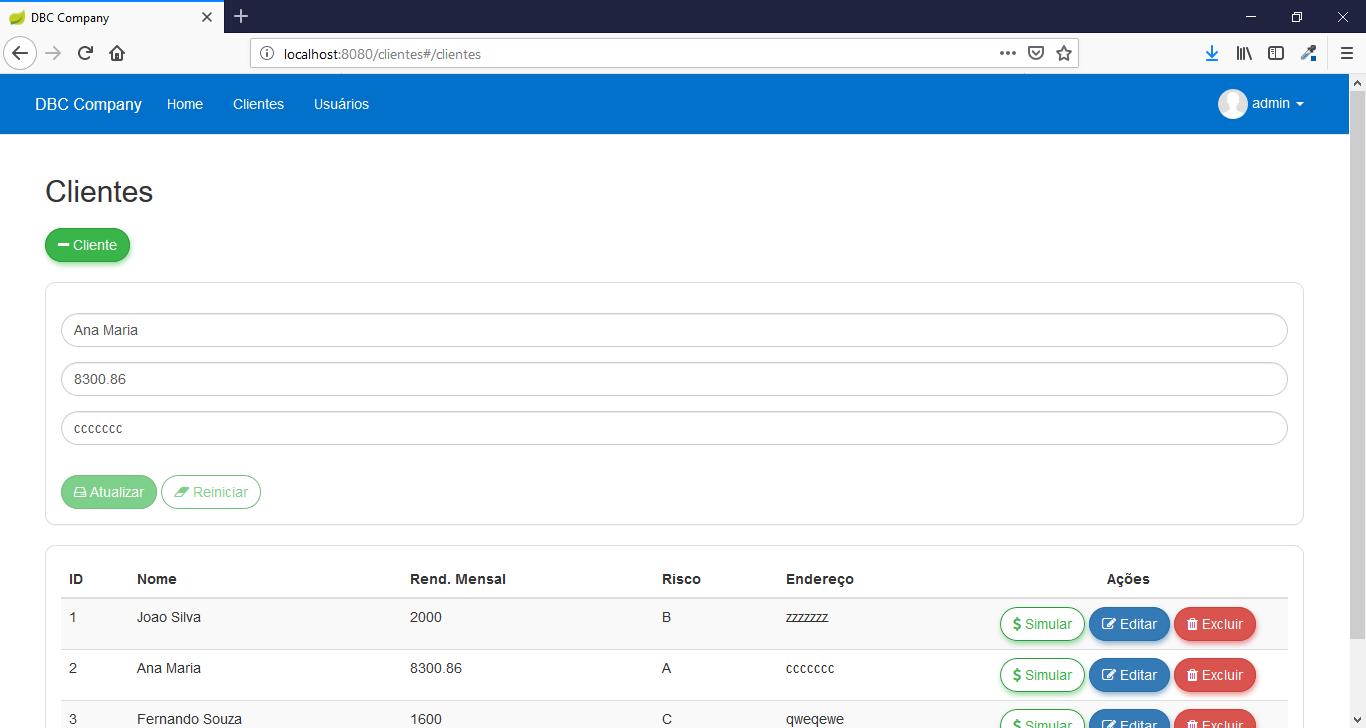 DBC Company
localhost:8080/clientes#/clientes
DBC Company Home Clientes Usuários admin
Clientes
Cliente
Ana Maria
8300.86
ccccccc
Atualizar Reiniciar
ID Nome Rend. Mensal Risco Endereço Ações
1 Joao Silva 2000 B zzzzzzz $ Simular Editar Excluir
2 Ana Maria 8300.86 A ccccccc $ Simular Editar Excluir
3 Fernando Souza 1600 C qweqewe $ Simular Editar Excluir